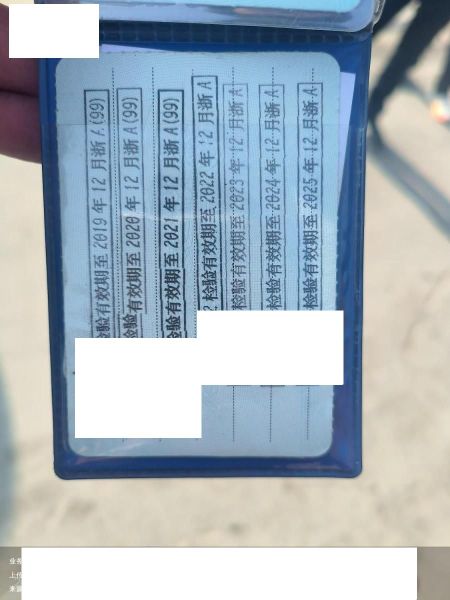 检验有效期至2019年12月浙A(99)
检验有效期至2020年12月浙A(99)
检验有效期至2021年12月浙A(99)
检验有效期至2022年12月浙A
检验有效期至2023年12月浙A
检验有效期至2024年12月浙A
检验有效期至2025年12月浙A
业务
上传
来源